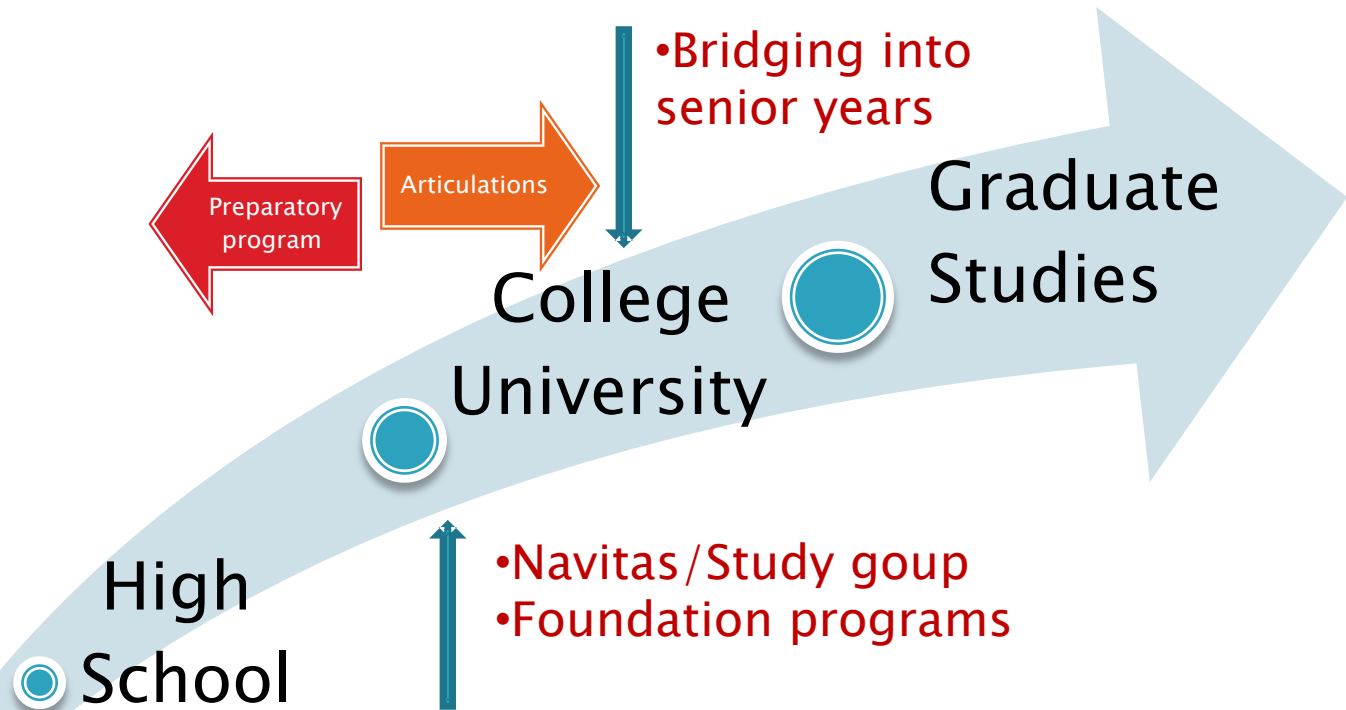 •Bridging into
senior years
Preparatory
program
Articulations
Graduate
Studies
College
University
•Navitas/Study goup
•Foundation programs
High
School